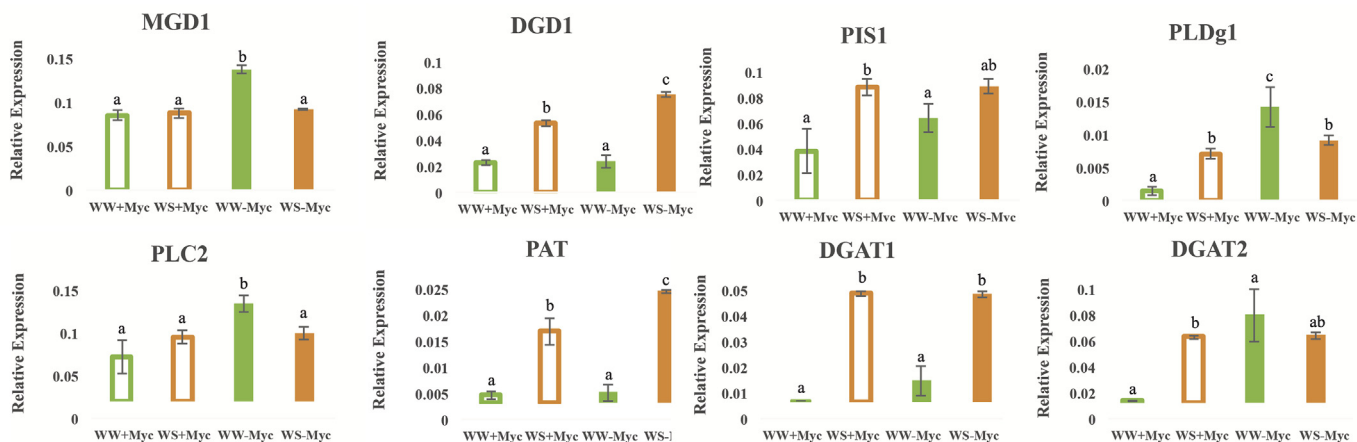 MGD1
Relative Expression
0.15
0.1
0.05
0
a
a
b
a
WW+Myc WS+Myc WW-Myc WS-Myc
DGD1
Relative Expression
0.1
0.08
0.06
0.04
0.02
0
a
b
a
c
WW+Myc WS+Myc WW-Myc WS-Myc
PIS1
Relative Expression
0.1
0.08
0.06
0.04
0.02
0
a
b
a
ab
WW+Myc WS+Myc WW-Myc WS-Myc
PLDg1
Relative Expression
0.02
0.015
0.01
0.005
0
a
b
c
b
WW+Myc WS+Myc WW-Myc WS-Myc
PLC2
Relative Expression
0.15
0.1
0.05
0
a
a
b
a
WW+Myc WS+Myc WW-Myc WS-Myc
PAT
Relative Expression
0.025
0.02
0.015
0.01
0.005
0
a
b
a
c
WW+Myc WS+Myc WW-Myc WS-
DGAT1
Relative Expression
0.05
0.04
0.03
0.02
0.01
0
a
b
a
b
WW+Myc WS+Myc WW-Myc WS-Myc
DGAT2
Relative Expression
0.1
0.08
0.06
0.04
0.02
0
a
b
a
ab
WW+Myc WS+Myc WW-Myc WS-Myc